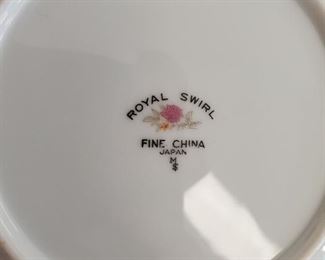 ROYAL SWIRL
FINE CHINA
JAPAN
M
$